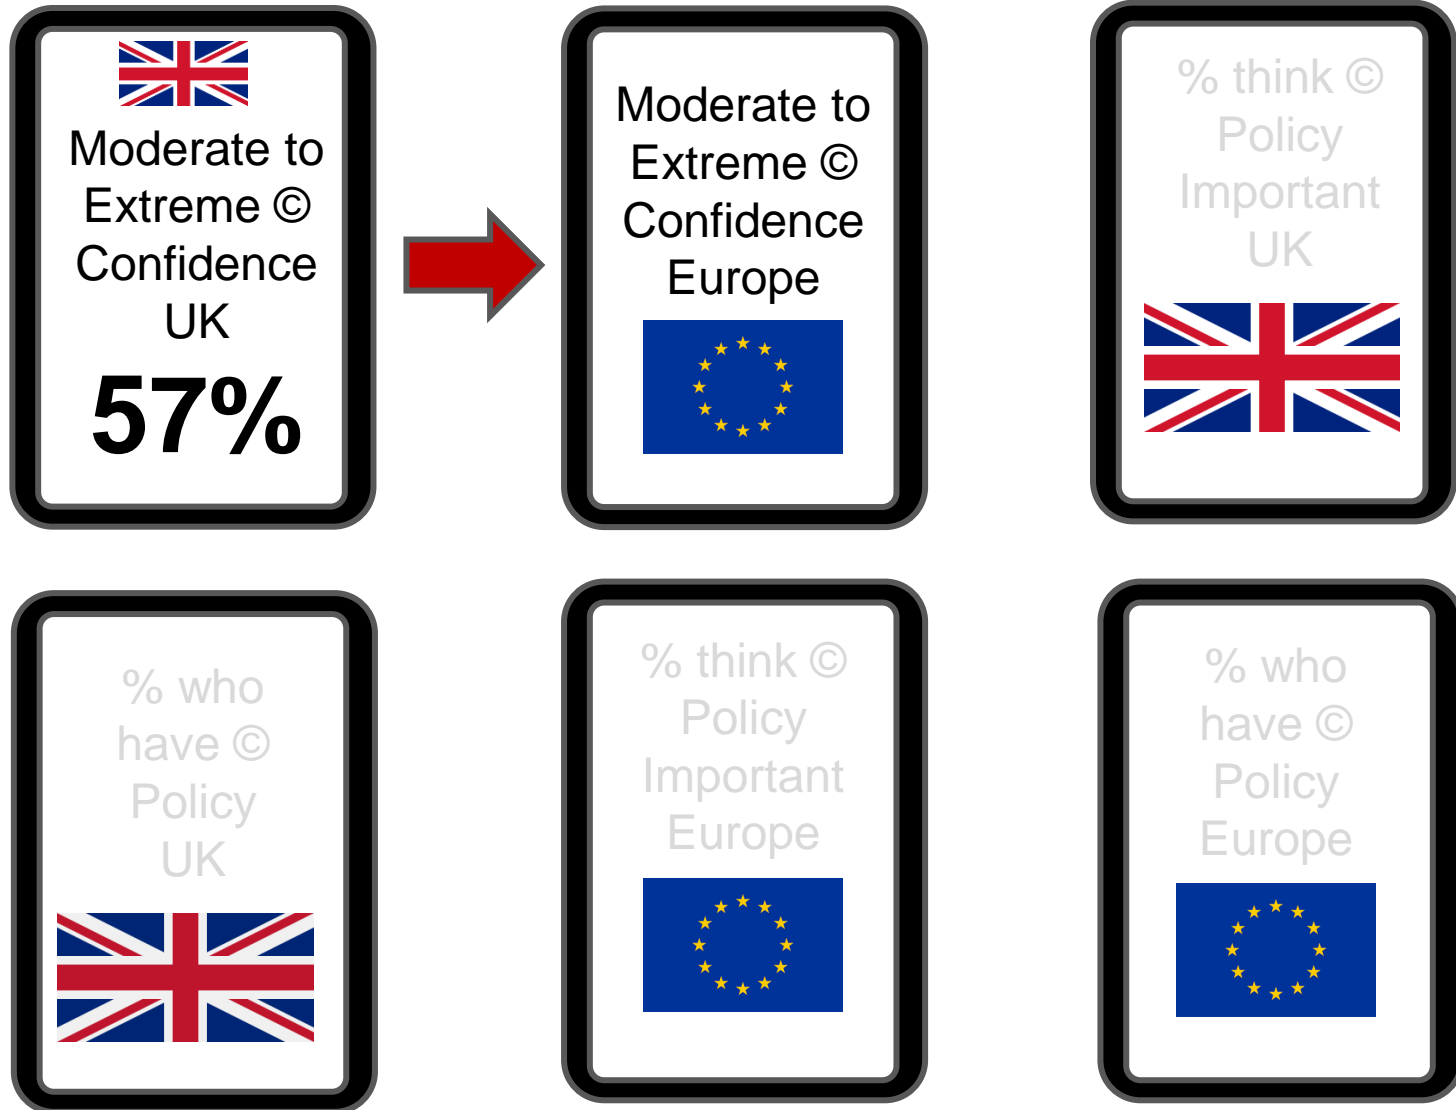 Moderate to
Extreme ©
Confidence
UK
57%
Moderate to
Extreme ©
Confidence
Europe
% think ©
Policy
Important
UK
% who
have ©
Policy
UK
% think ©
Policy
Important
Europe
% who
have ©
Policy
Europe